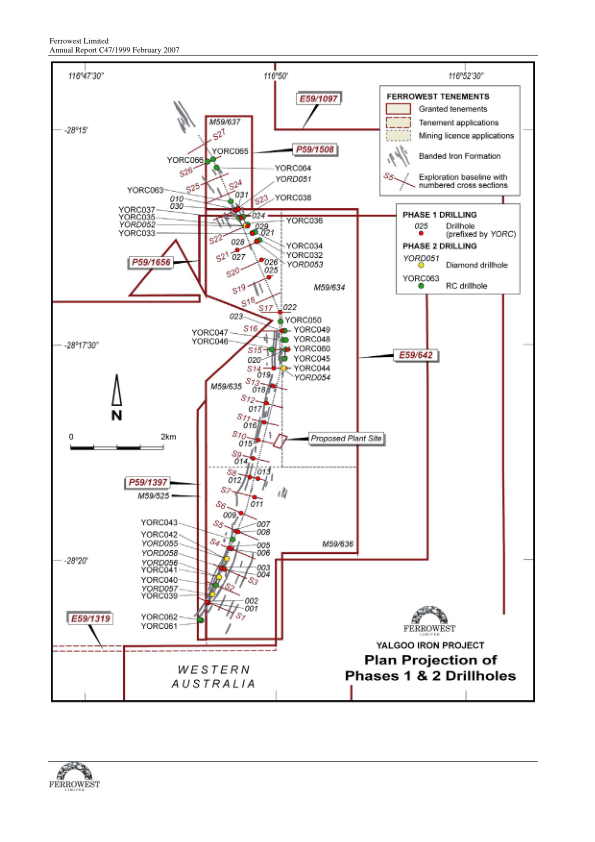 Ferrowest Limited
Annual Report C47/1999 February 2007
116°47'30"
116°50'
116°52'30"
E59/1097
FERROWEST TENEMENTS
Granted tenements
Tenement applications
Mining licence applications
Banded Iron Formation
S5 Exploration baseline with
numbered cross sections
PHASE 1 DRILLING
025 Drillhole
(prefixed by YORC)
PHASE 2 DRILLING
YORD051
Diamond drillhole
YORC063
RC drillhole
M59/637
-28°15'
S27
P59/1508
YORC065
YORC066
S26
YORC064
YORD051
S25
S24
YORC063
031
S23
YORC038
010
030
YORC037
024
YORC036
YORC035
YORD052
029
YORC033
021
S22
YORC034
028
YORC032
S21
027
YORD053
026
P59/1656
S20
025
S19
M59/634
S18
S17
022
023
YORC050
S16
YORC049
YORC047
YORC048
YORC046
S15
YORC060
020
YORC045
E59/642
-28°17'30"
S14
YORC044
019
YORD054
S13
M59/635
018
S12
017
N
S11
016
0 2km
S10
015
Proposed Plant Site
S9
014
S8
013
012
P59/1397
S7
M59/525
011
S6
009
YORC043
S5
007
YORC042
008
YORD055
S4
005
YORD058
006
M59/636
-28°20'
YORD056
003
YORC041
004
S3
YORC040
S2
YORD057
YORC039
002
001
S1
YORC062
YORC061
E59/1319
FERROWEST
LIMITED
YALGOO IRON PROJECT
Plan Projection of
Phases 1 & 2 Drillholes
WESTERN
AUSTRALIA
FERROWEST
LIMITED